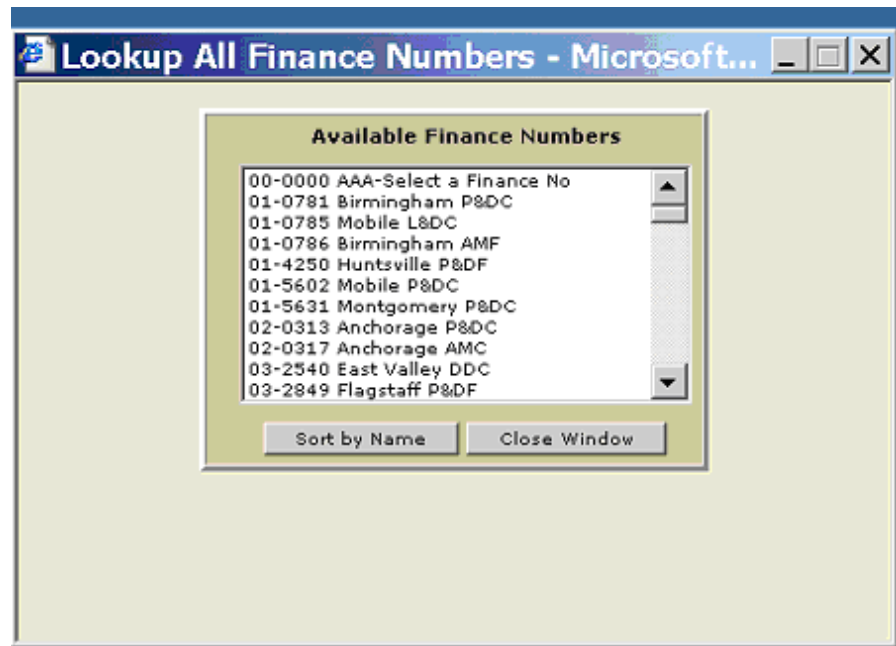 Lookup All Finance Numbers - Microsoft...
Available Finance Numbers
00-0000 AAA-Select a Finance No
01-0781 Birmingham P&DC
01-0785 Mobile L&DC
01-0786 Birmingham AMF
01-4250 Huntsville P&DF
01-5602 Mobile P&DC
01-5631 Montgomery P&DC
02-0313 Anchorage P&DC
02-0317 Anchorage AMC
03-2540 East Valley DDC
03-2849 Flagstaff P&DF
Sort by Name Close Window